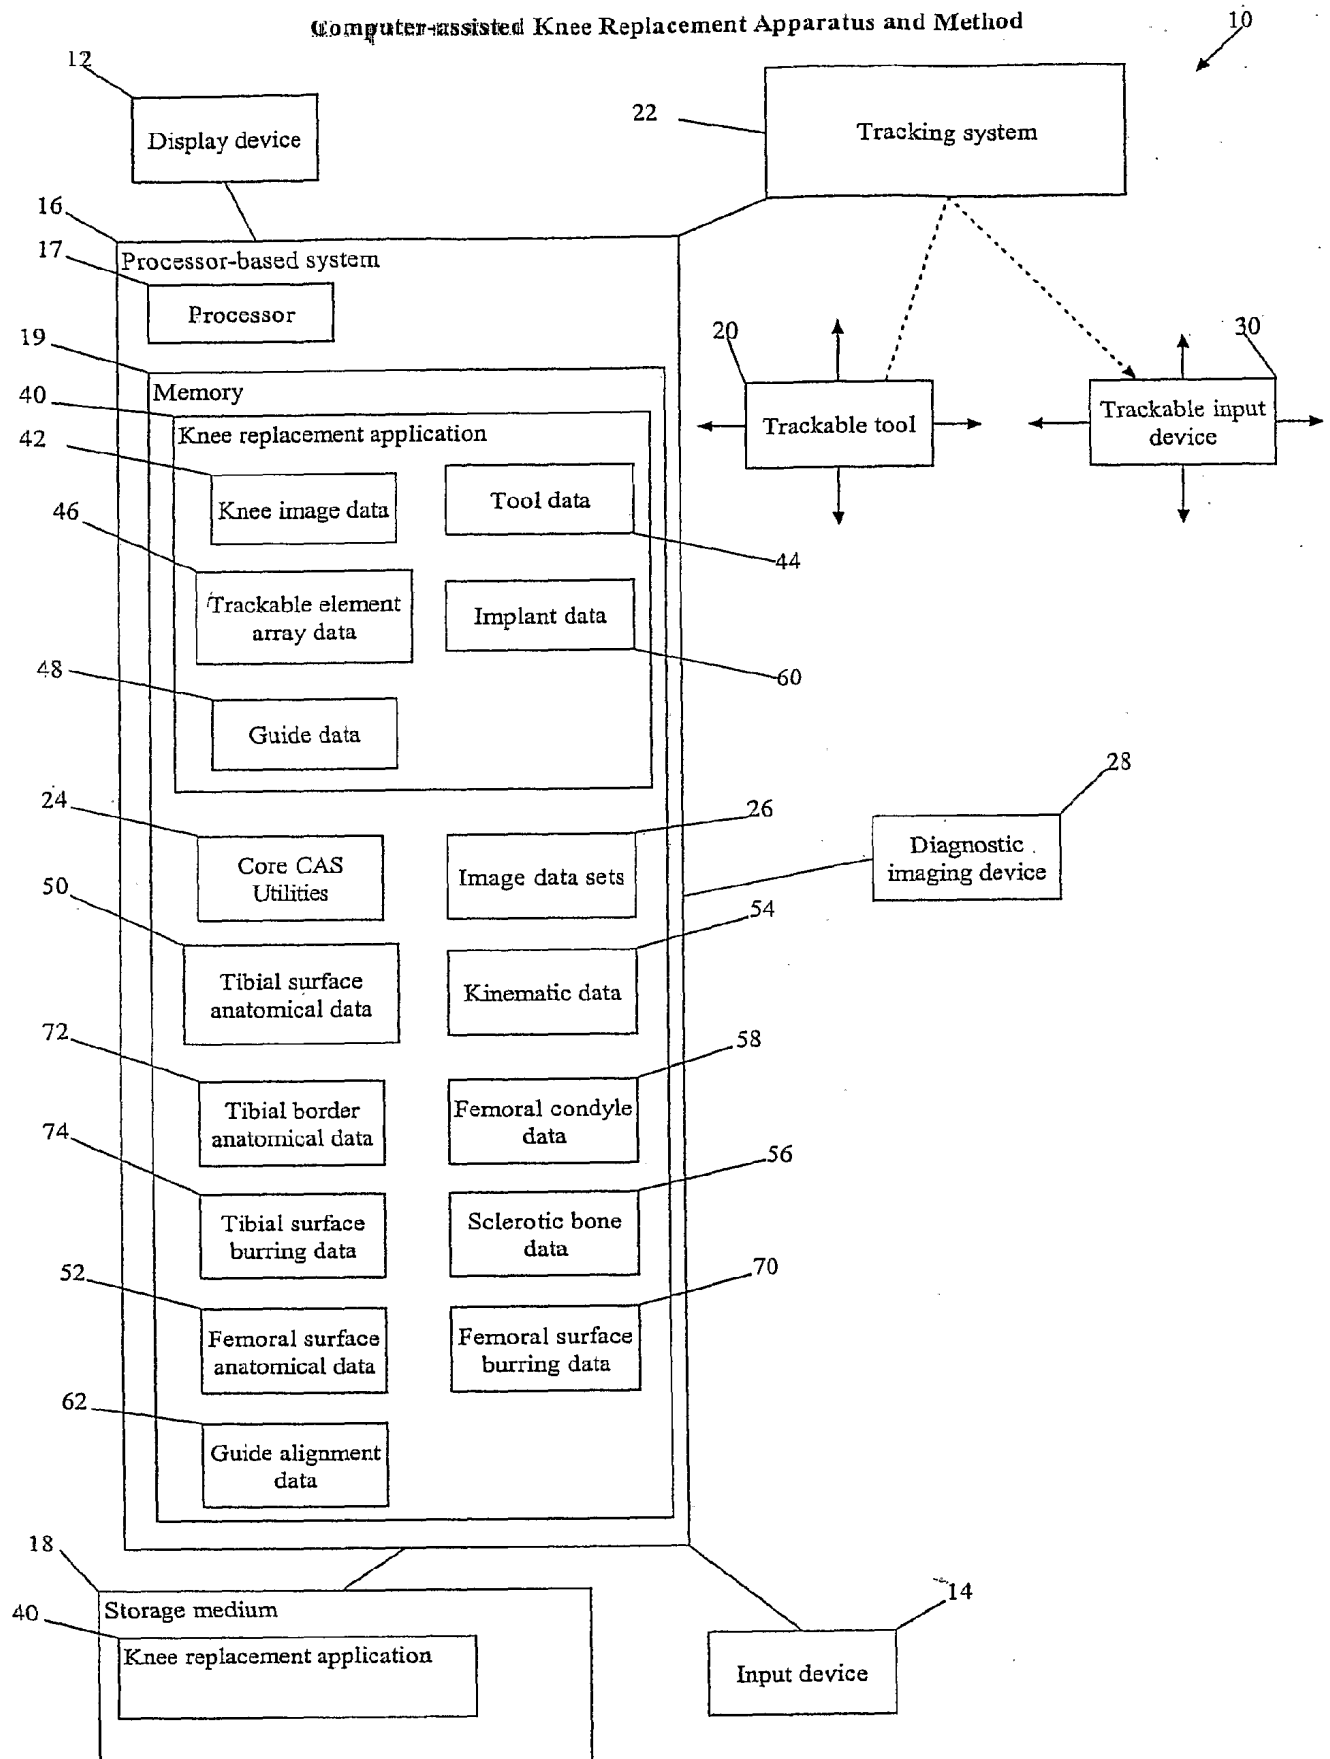 Computer-assisted Knee Replacement Apparatus and Method
10
12
Display device
22
Tracking system
16
Processor-based system
17
Processor
19
Memory
20
Trackable tool
30
Trackable input
device
40
Knee replacement application
42
Knee image data
Tool data
44
46
Trackable element
array data
Implant data
60
48
Guide data
28
Diagnostic
imaging device
24
Core CAS
Utilities
26
Image data sets
50
Tibial surface
anatomical data
54
Kinematic data
72
Tibial border
anatomical data
58
Femoral condyle
data
74
Tibial surface
burring data
56
Sclerotic bone
data
52
Femoral surface
anatomical data
70
Femoral surface
burring data
62
Guide alignment
data
18
Storage medium
40
Knee replacement application
14
Input device